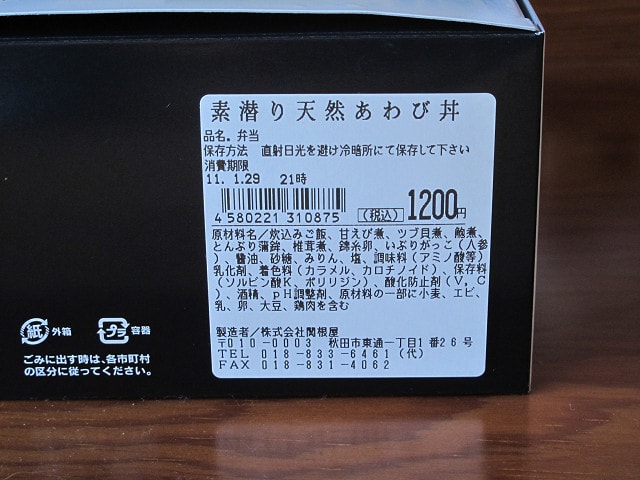 素潜り天然あわび丼
品名。弁当
保存方法 直射日光を避け冷暗所にて保存して下さい
消費期限
11. 1.29 21時
4 580221 310875 (税込) 1200円
原材料名/炊込みご飯、甘えび煮、ツブ貝煮、鮑煮、
とんぶり蒲鉾、椎茸煮、錦糸卵、いぶりがっこ(人参
)、醤油、砂糖、みりん、塩、調味料(アミノ酸等)
乳化剤、着色料(カラメル、カロチノイド)、保存料
(ソルビン酸K、ポリリジン)、酸化防止剤(V、C
)、酒精、pH調整剤、原材料の一部に小麦、エビ、
乳、卵、大豆、鶏肉を含む
製造者/株式会社関根屋
〒010-0003 秋田市東通一丁目1番26号
TEL 018-833-6461(代)
FAX 018-831-4062
紙 外箱 プラ 容器
ごみに出す時は、各市町村
の区分に従ってください。